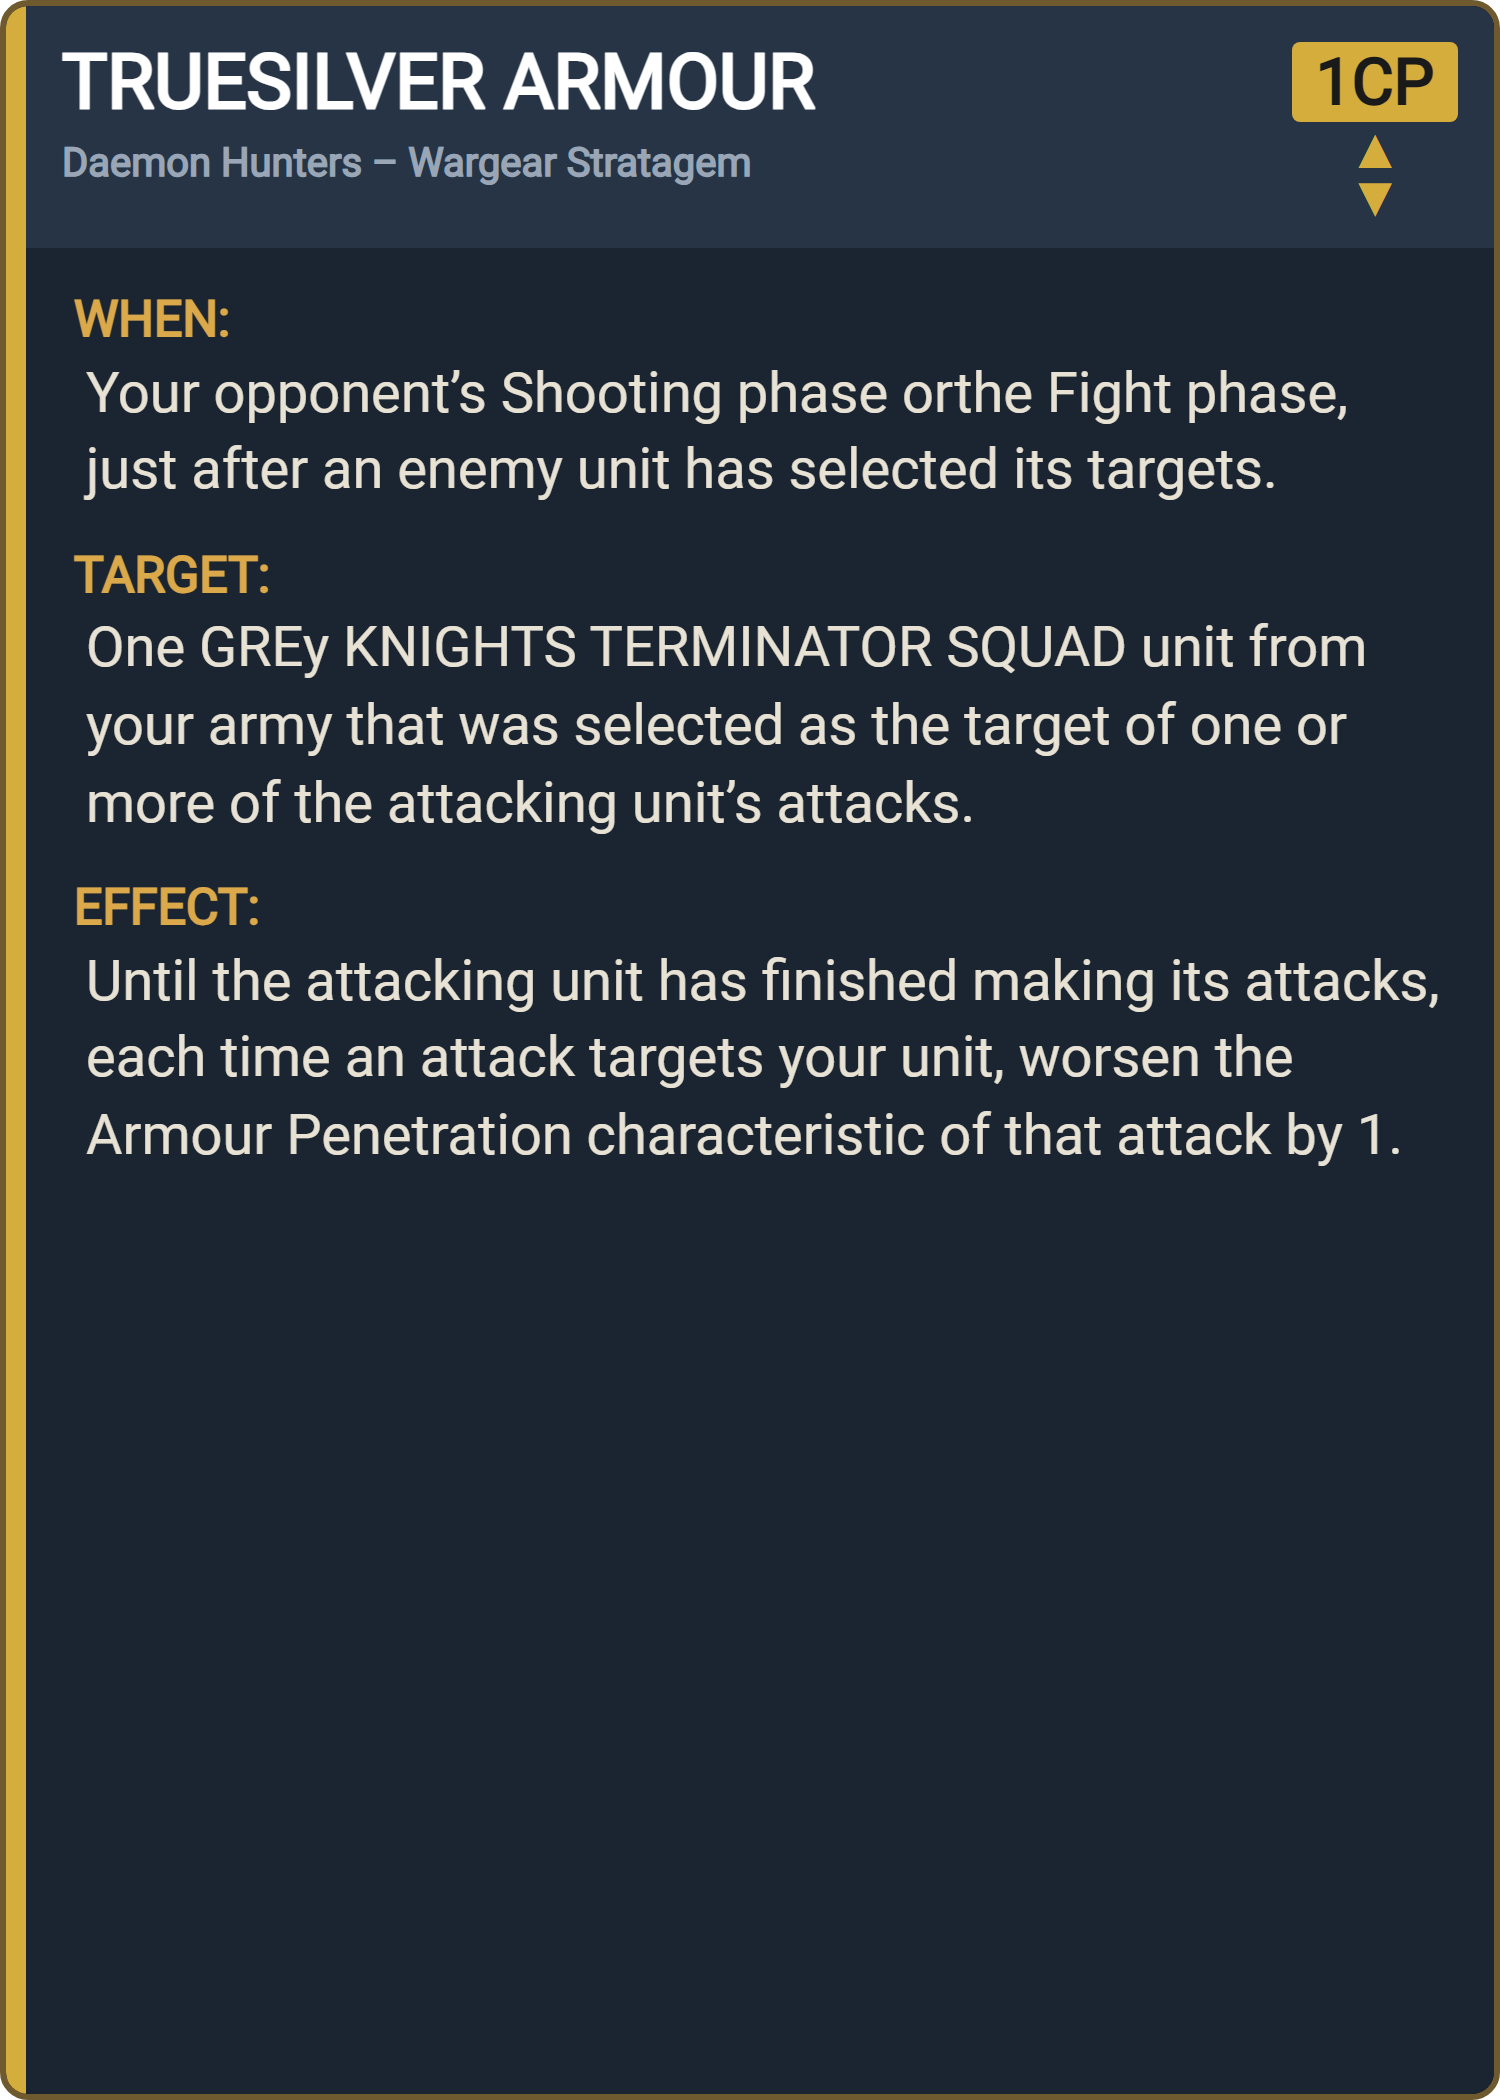 TRUESILVER ARMOUR
1CP
Daemon Hunters – Wargear Stratagem
▲
▼
WHEN:
Your opponent’s Shooting phase orthe Fight phase,
just after an enemy unit has selected its targets.
TARGET:
One GREy KNIGHTS TERMINATOR SQUAD unit from
your army that was selected as the target of one or
more of the attacking unit’s attacks.
EFFECT:
Until the attacking unit has finished making its attacks,
each time an attack targets your unit, worsen the
Armour Penetration characteristic of that attack by 1.